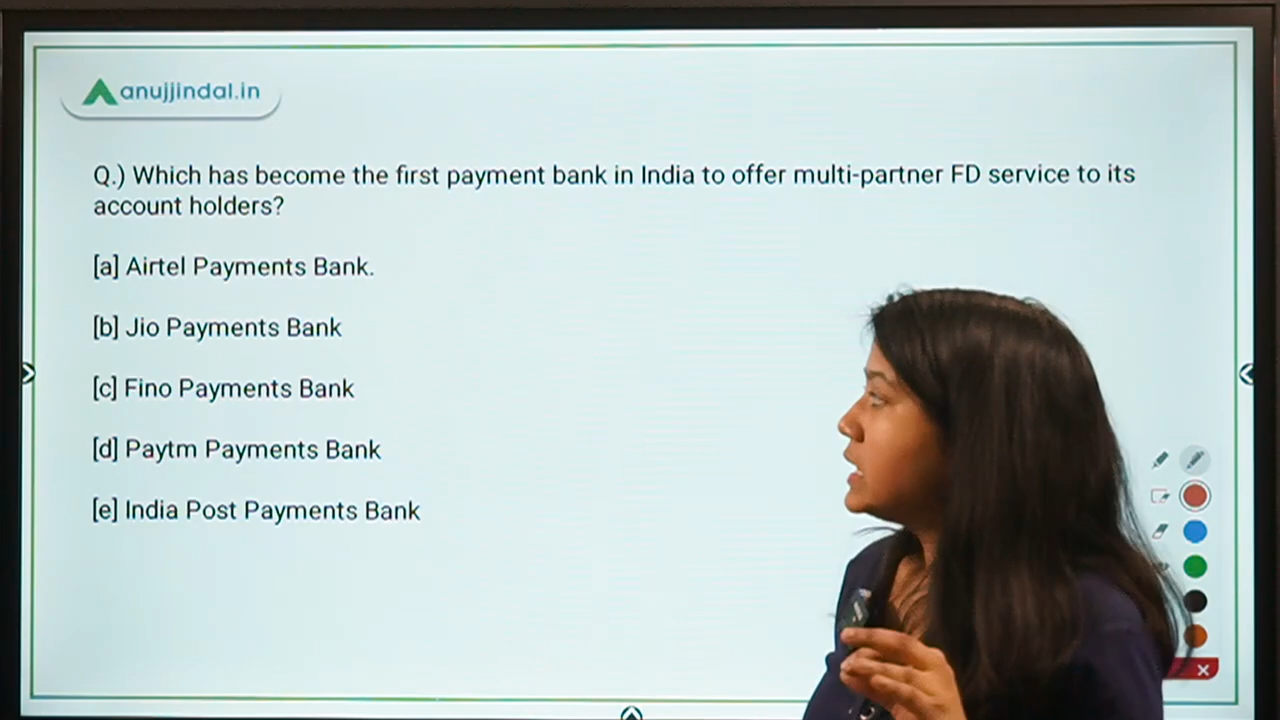 anujjindal.in
Q.) Which has become the first payment bank in India to offer multi-partner FD service to its
account holders?
[a] Airtel Payments Bank.
[b] Jio Payments Bank
[c] Fino Payments Bank
[d] Paytm Payments Bank
[e] India Post Payments Bank